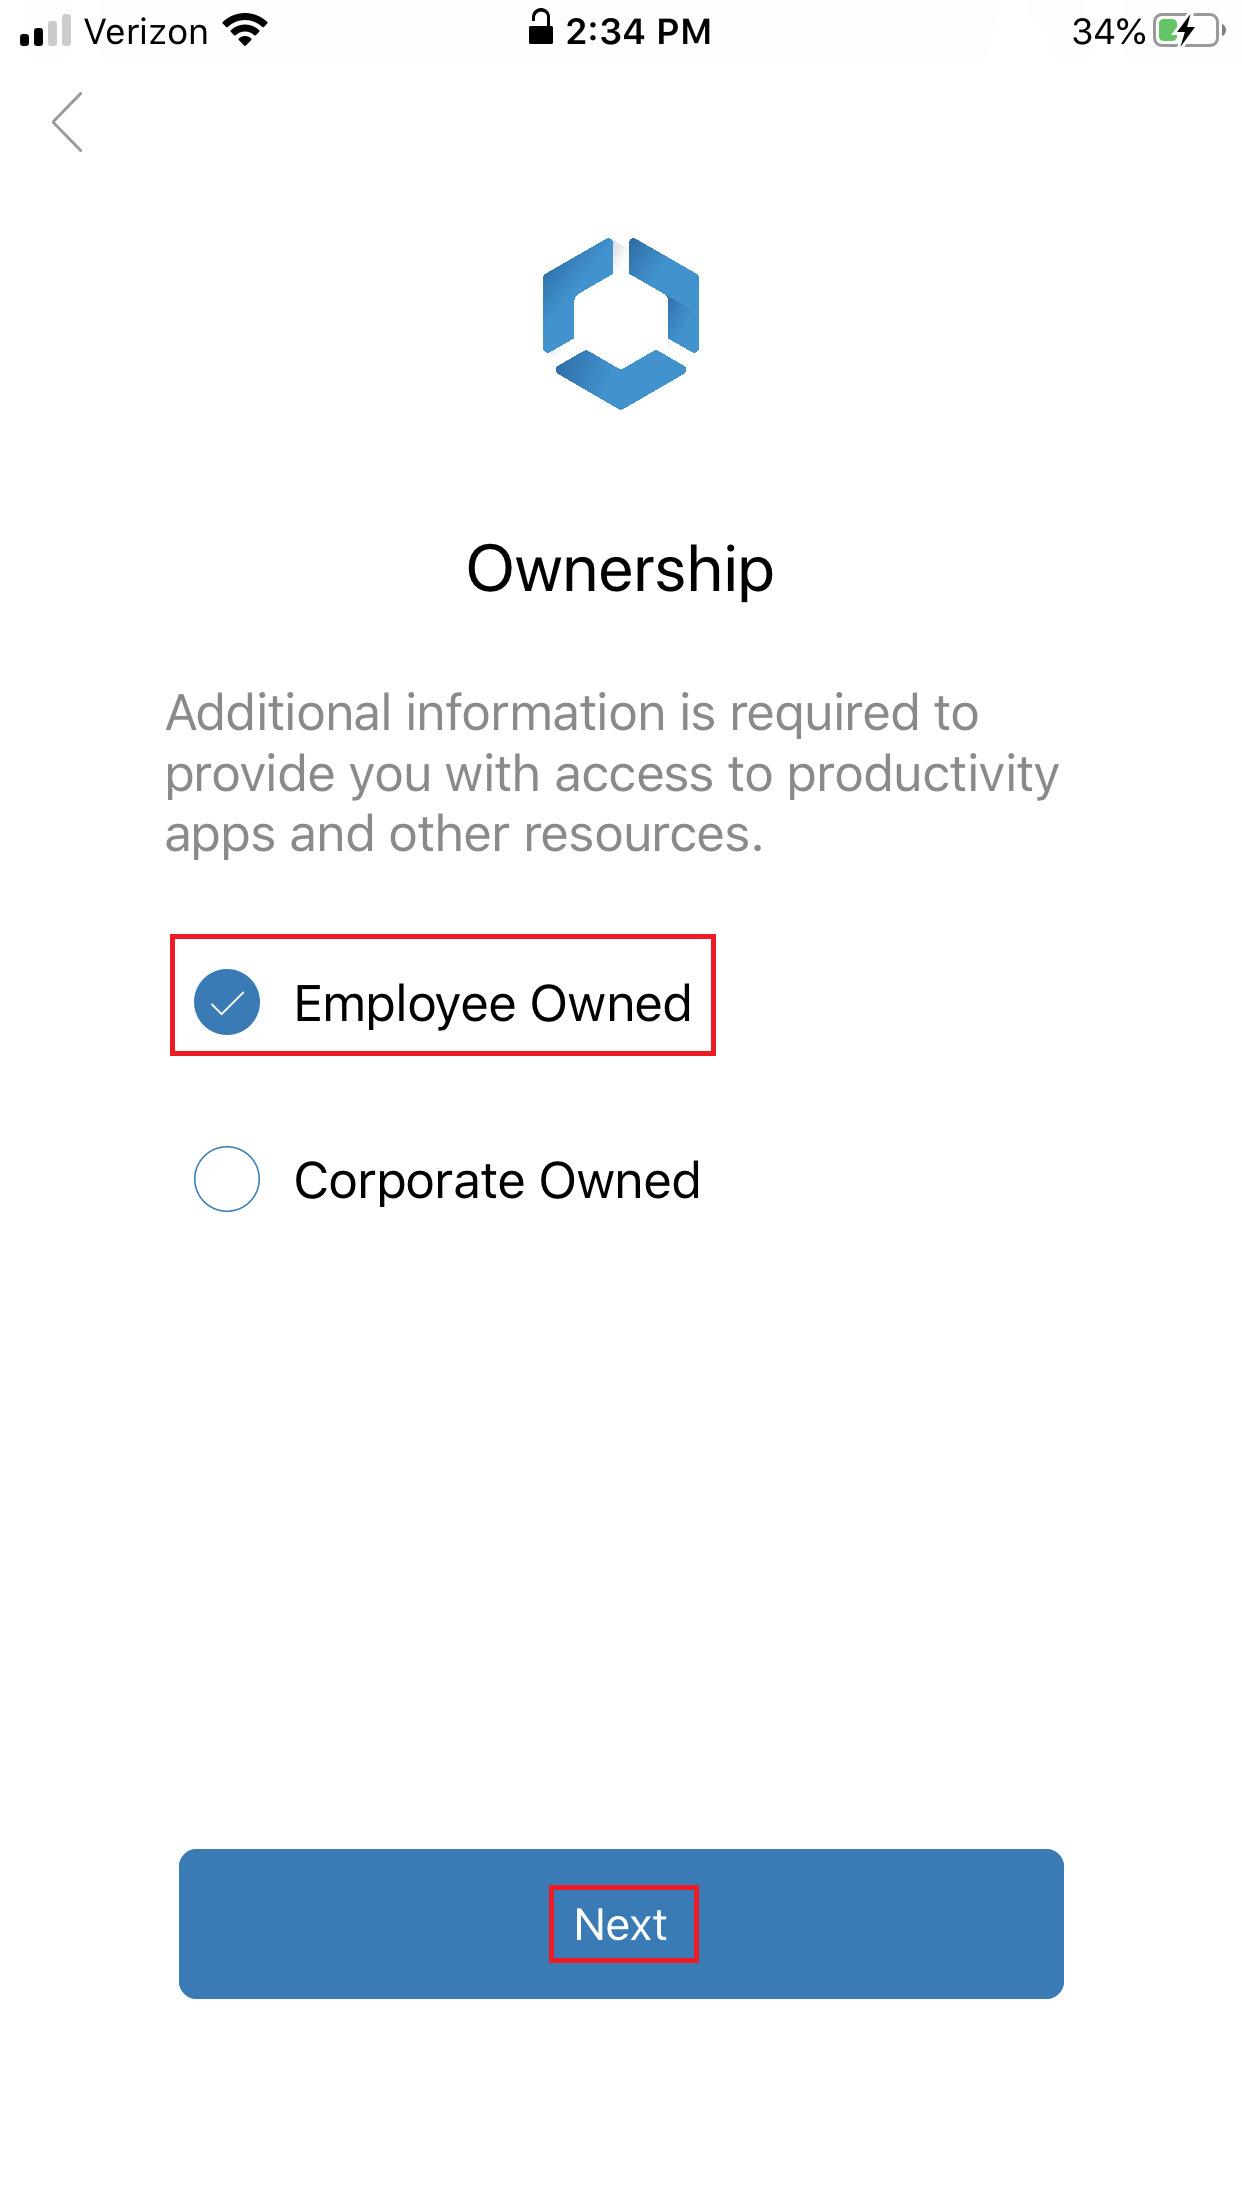 Verizon 2:34 PM 34%
Ownership
Additional information is required to
provide you with access to productivity
apps and other resources.
Employee Owned
Corporate Owned
Next